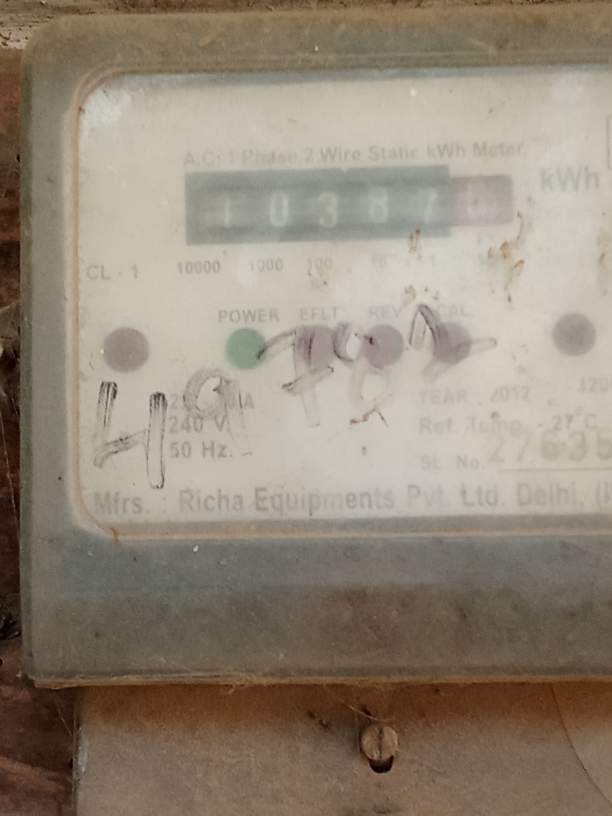 A.C. 1 Phase 2 Wire Static kWh Meter
1 0 3 8 7
kWh
CL - 1 10000 1000 100 10 1
POWER EFLT REV CAL
240 V
YEAR : 2012 320
50 Hz.
Ref. Temp. - 27°C
SL. No. 27635
Mfrs. : Richa Equipments Pvt. Ltd. Delhi,